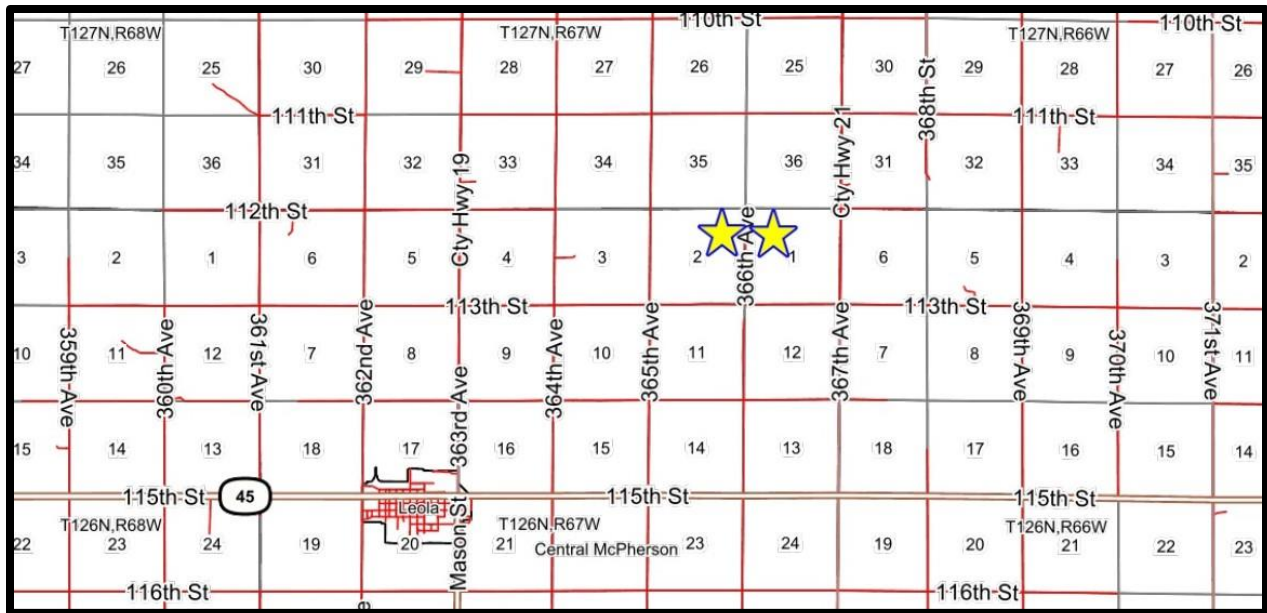 110th St 110th St
T127N,R68W T127N,R67W T127N,R66W
27 26 25 30 29 28 27 26 25 30 29 28 27 26
368th St
111th St 111th St
Cty Hwy 21
34 35 36 31 32 33 34 35 36 31 32 33 34 35
Cty Hwy 19
112th St
366th Ave
3 2 1 6 5 4 3 2 1 6 5 4 3 2
113th St 113th St
359th Ave 360th Ave 361st Ave 362nd Ave 363rd Ave 364th Ave 365th Ave 367th Ave 369th Ave 370th Ave 371st Ave
10 11 12 7 8 9 10 11 12 7 8 9 10 11
15 14 13 18 17 16 15 14 13 18 17 16 15 14
115th St 45 115th St 115th St
Leola
Mason St
T126N,R68W T126N,R67W T126N,R66W
22 23 24 19 20 21 Central McPherson 23 24 19 20 21 22 23
116th St 116th St
e